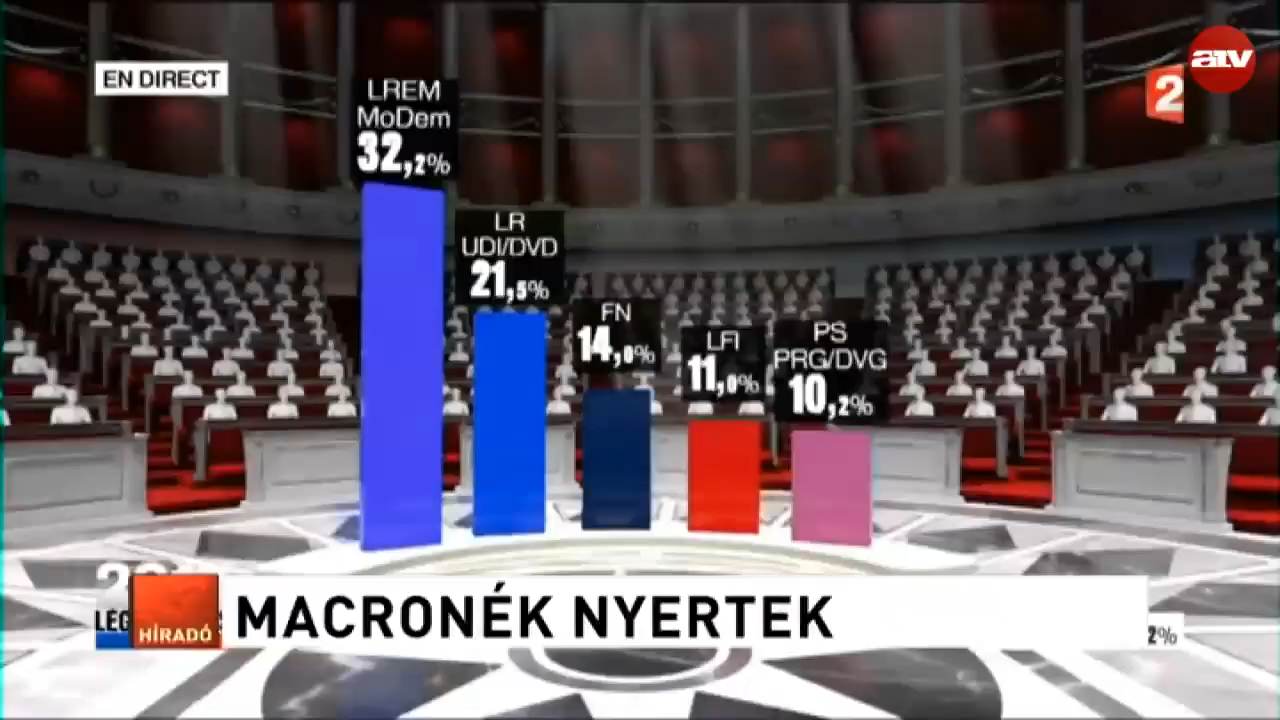 EN DIRECT
atv
2
LREM
MoDem
32,2%
LR
UDI/DVD
21,5%
FN
14,0%
LFI
11,0%
PS
PRG/DVG
10,2%
HÍRADÓ
MACRONÉK NYERTEK
2%